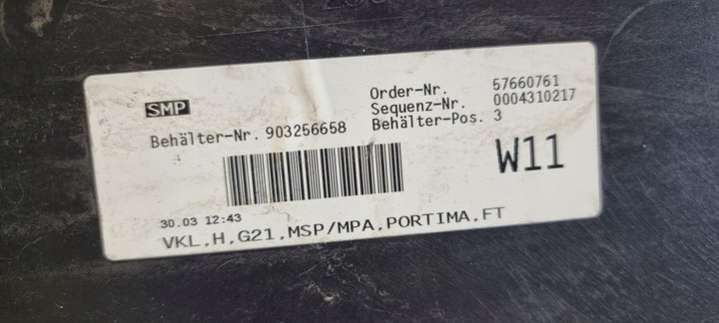 SMP
Order-Nr. 57660761
Sequenz-Nr. 0004310217
Behälter-Nr. 903256658 Behälter-Pos. 3
W11
30.03 12:43
VKL,H,G21,MSP/MPA,PORTIMA,FT